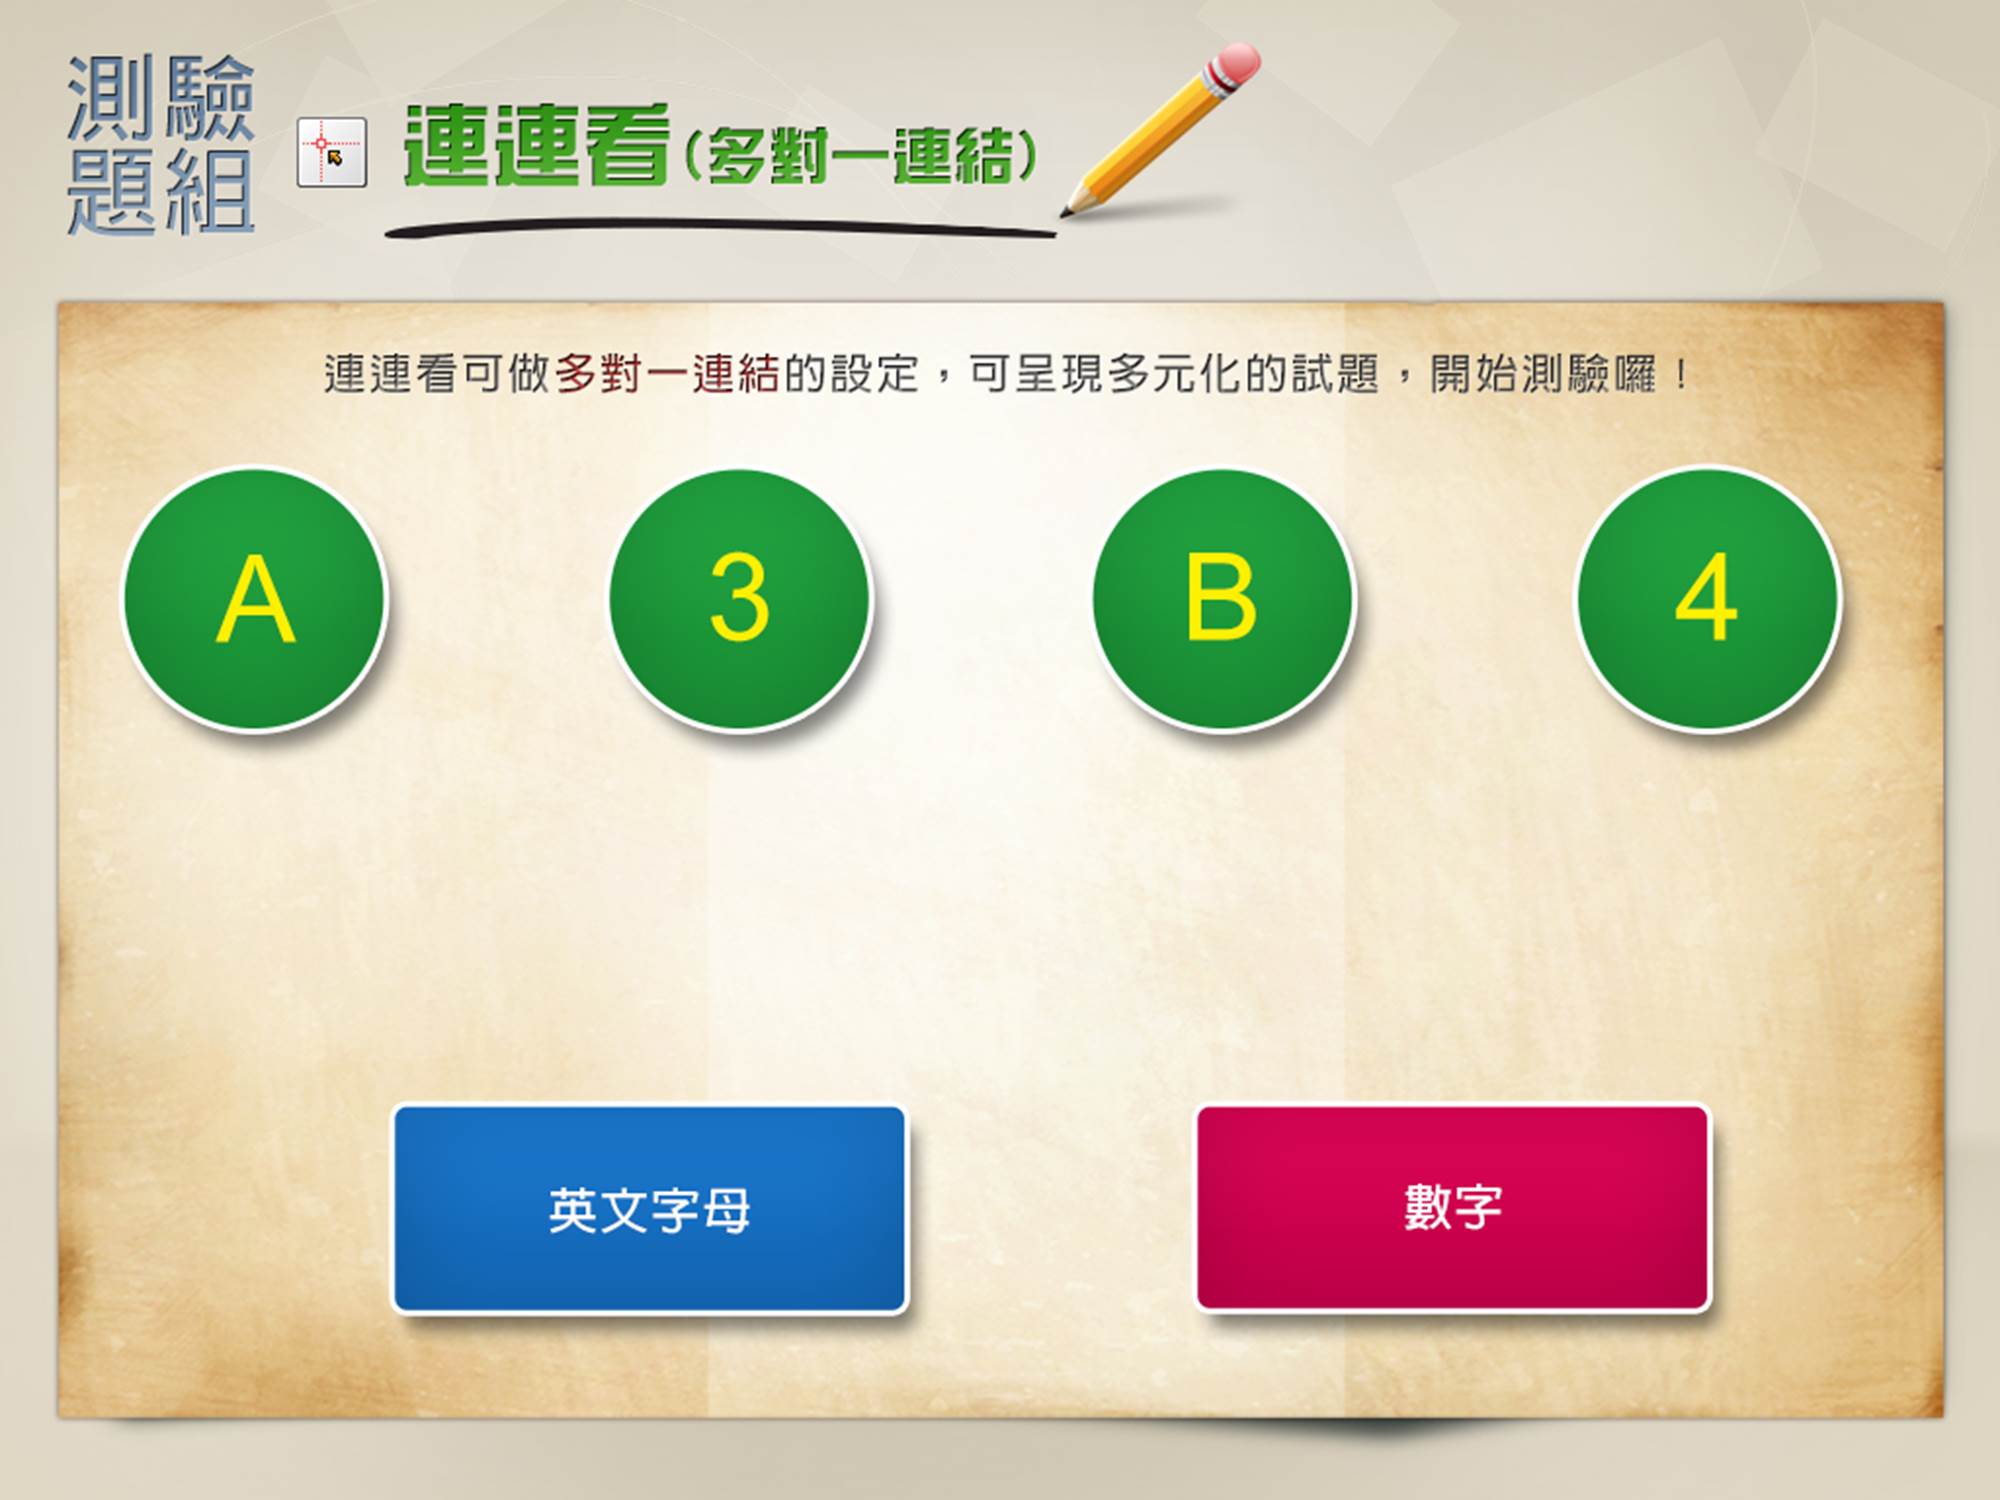 測驗
題組
連連看(多對一連結)
連連看可做多對一連結的設定，可呈現多元化的試題，開始測驗囉！
A 3 B 4
英文字母 數字